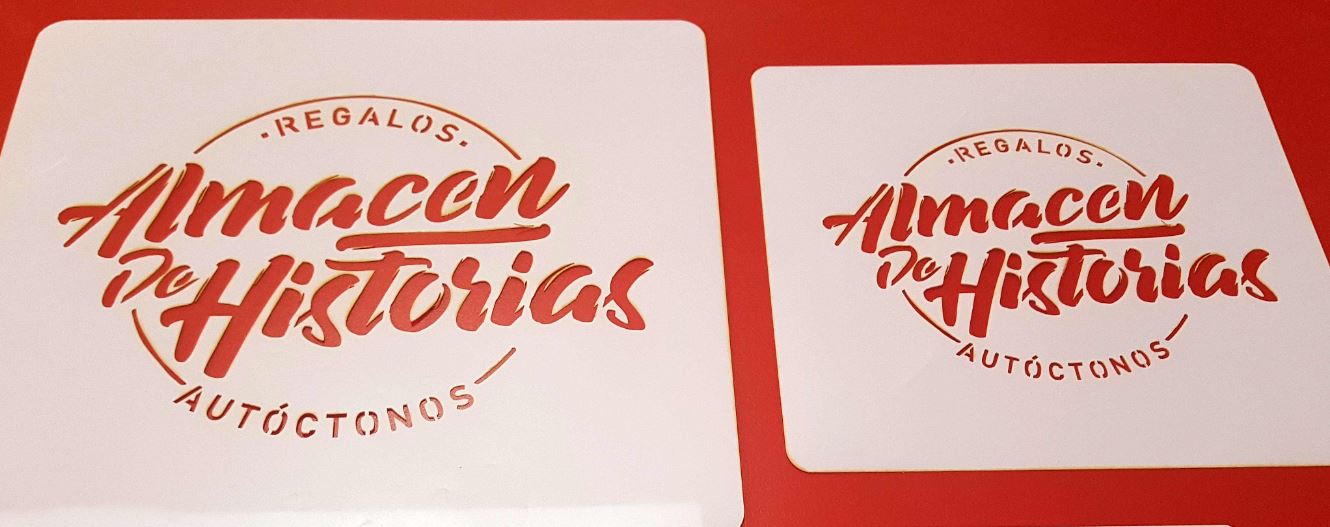 ·REGALOS·
Almacen
De Historias
AUTÓCTONOS
·REGALOS·
Almacen
De Historias
AUTÓCTONOS